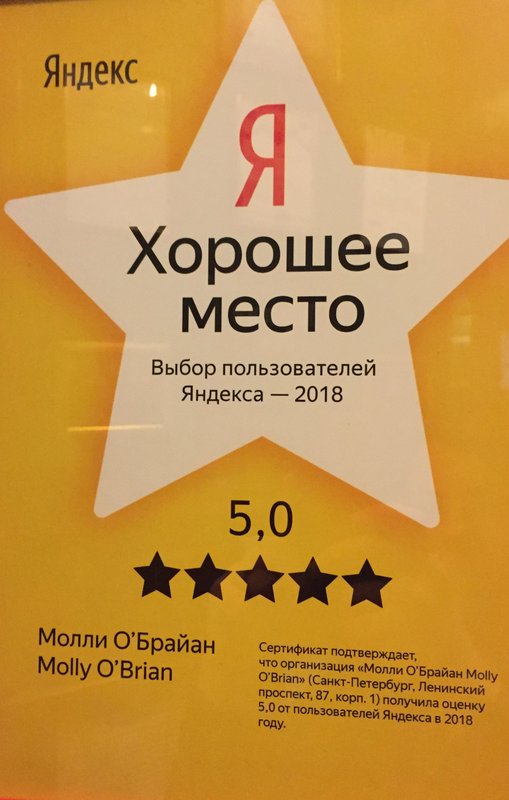 Яндекс
Я
Хорошее
место
Выбор пользователей
Яндекса — 2018
5,0
Молли О’Брайан
Molly O’Brian
Сертификат подтверждает,
что организация «Молли О’Брайан Molly
O’Brian» (Санкт-Петербург, Ленинский
проспект, 87, корп. 1) получила оценку
5,0 от пользователей Яндекса в 2018
году.